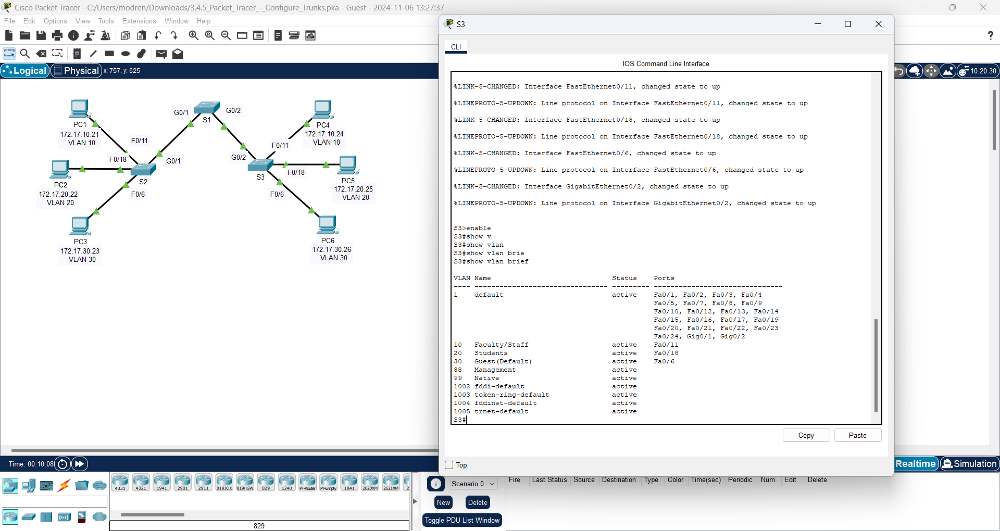 Cisco Packet Tracer - C:/Users/modren/Downloads/3.4.5_Packet_Tracer_-_Configure_Trunks.pka - Guest - 2024-11-06 13:27:37
File Edit Options View Tools Extensions Window Help
Logical Physical x: 757, y: 625
10:20:30
PC1
172.17.10.21
VLAN 10
PC2
172.17.20.22
VLAN 20
PC3
172.17.30.23
VLAN 30
F0/11
F0/18
G0/1
S2
F0/6
G0/1
S1
G0/2
G0/2
F0/11
S3
F0/18
F0/6
PC4
172.17.10.24
VLAN 10
PC5
172.17.20.25
VLAN 20
PC6
172.17.30.26
VLAN 30
S3
CLI
IOS Command Line Interface
%LINK-5-CHANGED: Interface FastEthernet0/11, changed state to up
%LINEPROTO-5-UPDOWN: Line protocol on Interface FastEthernet0/11, changed state to up
%LINK-5-CHANGED: Interface FastEthernet0/18, changed state to up
%LINEPROTO-5-UPDOWN: Line protocol on Interface FastEthernet0/18, changed state to up
%LINK-5-CHANGED: Interface FastEthernet0/6, changed state to up
%LINEPROTO-5-UPDOWN: Line protocol on Interface FastEthernet0/6, changed state to up
%LINK-5-CHANGED: Interface GigabitEthernet0/2, changed state to up
%LINEPROTO-5-UPDOWN: Line protocol on Interface GigabitEthernet0/2, changed state to up
S3>enable
S3#show v
S3#show vlan
S3#show vlan brie
S3#show vlan brief
VLAN Name Status Ports
---- -------------------------------- --------- -------------------------------
1 default active Fa0/1, Fa0/2, Fa0/3, Fa0/4
Fa0/5, Fa0/7, Fa0/8, Fa0/9
Fa0/10, Fa0/12, Fa0/13, Fa0/14
Fa0/15, Fa0/16, Fa0/17, Fa0/19
Fa0/20, Fa0/21, Fa0/22, Fa0/23
Fa0/24, Gig0/1, Gig0/2
10 Faculty/Staff active Fa0/11
20 Students active Fa0/18
30 Guest(Default) active Fa0/6
88 Management active
99 Native active
1002 fddi-default active
1003 token-ring-default active
1004 fddinet-default active
1005 trnet-default active
S3#
Copy Paste
Top
Time: 00:10:08
Realtime Simulation
4331 4321 1941 2901 2911 819IOX 819HGW 829 1240 PT-Router PT-Empty 1841 2620XM 2621XM 2
829
Scenario 0
New Delete
Toggle PDU List Window
Fire Last Status Source Destination Type Color Time(sec) Periodic Num Edit Delete